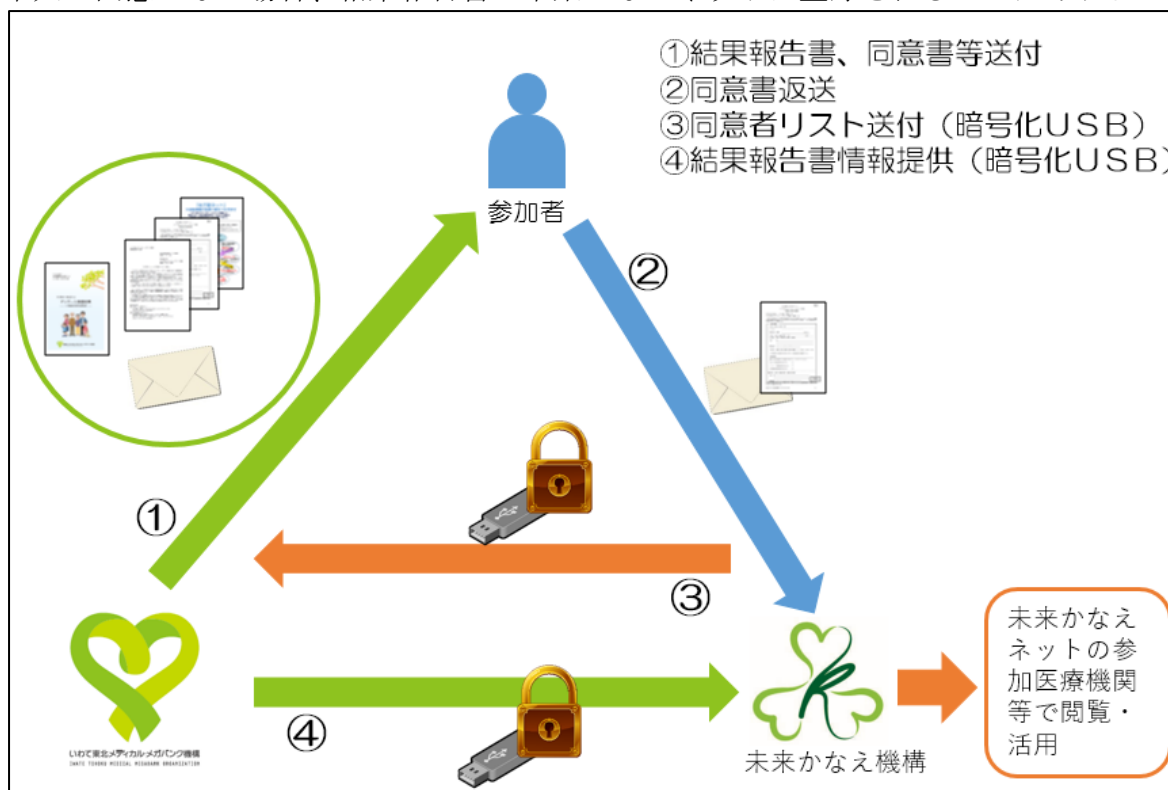 ①結果報告書、同意書等送付
②同意書返送
③同意者リスト送付（暗号化ＵＳＢ）
④結果報告書情報提供（暗号化ＵＳＢ）
参加者
②
①
③
④
いわて東北メディカル・メガバンク機構
IWATE TOHOKU MEDICAL MEGABANK ORGANIZATION
未来かなえ機構
未来かなえ
ネットの参
加医療機関
等で閲覧・
活用